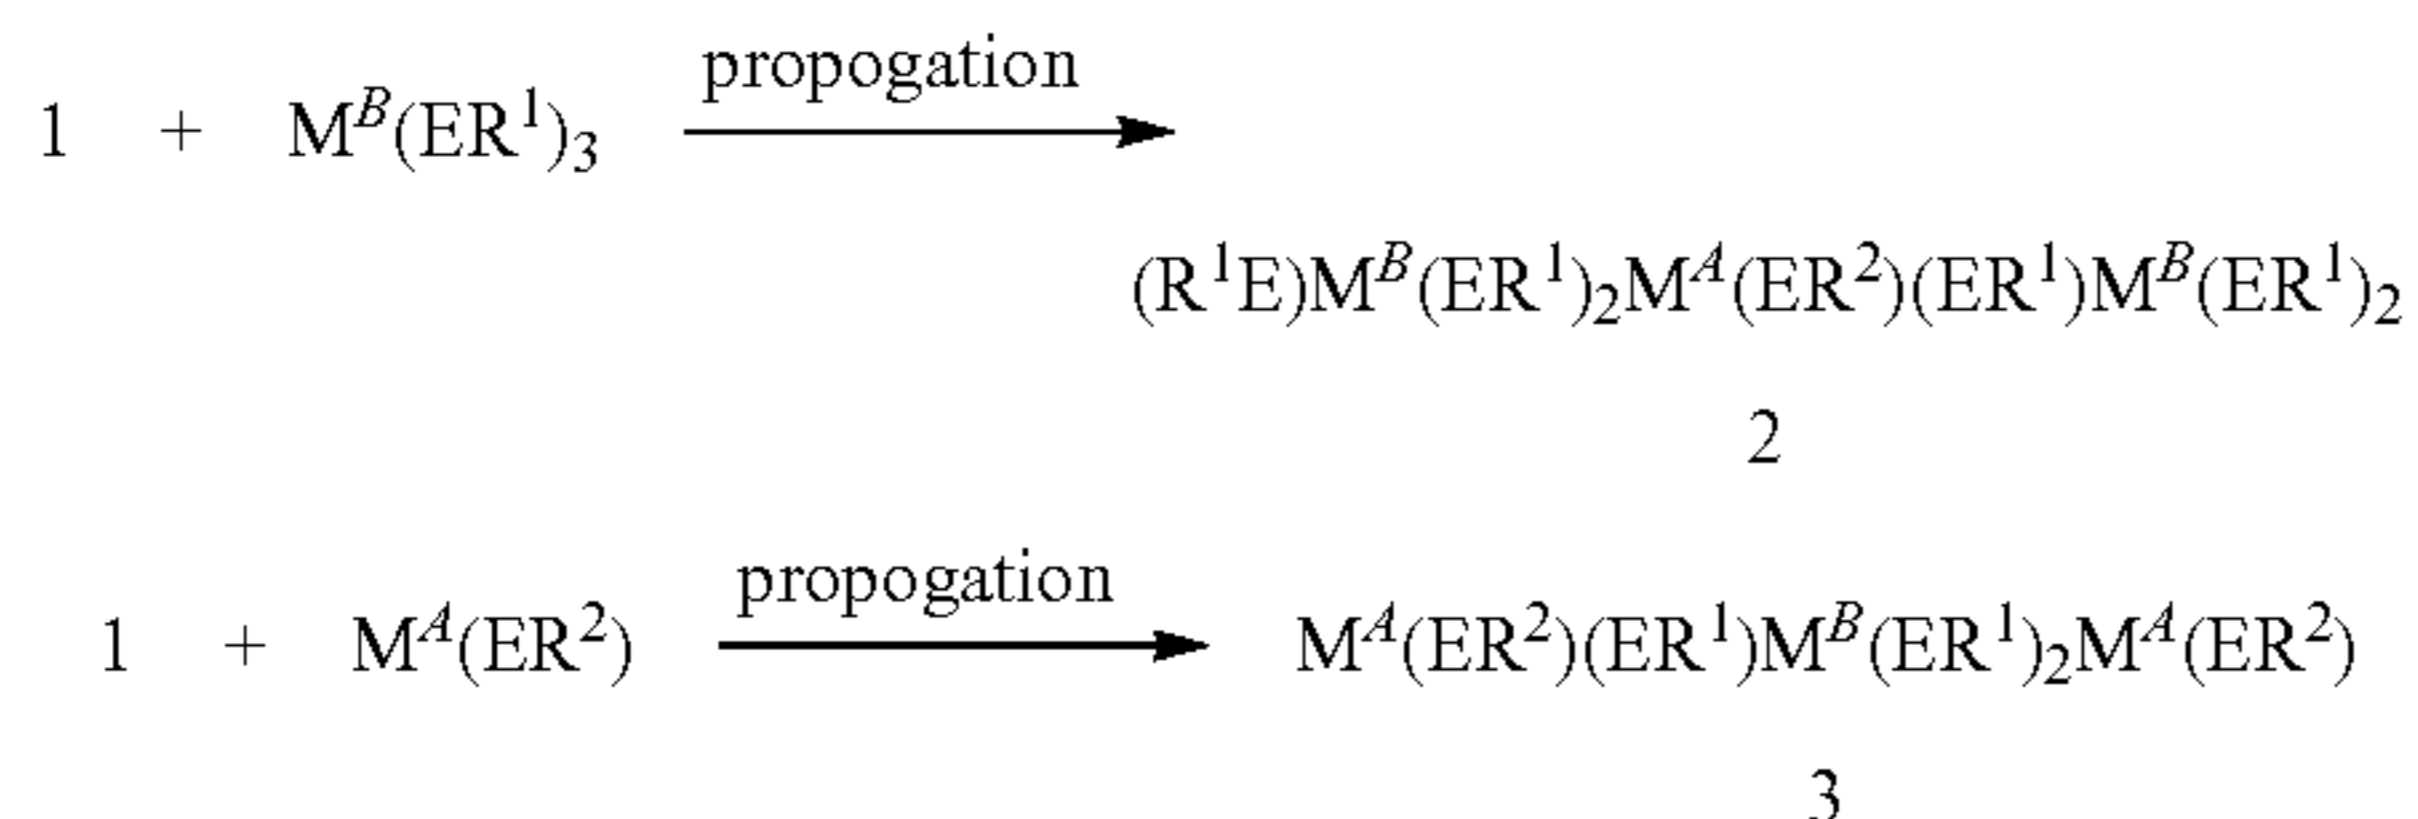 propogation
1 + M^B(ER^1)_3
(R^1E)M^B(ER^1)_2M^A(ER^2)(ER^1)M^B(ER^1)_2
2
propogation
1 + M^A(ER^2) M^A(ER^2)(ER^1)M^B(ER^1)_2M^A(ER^2)
3